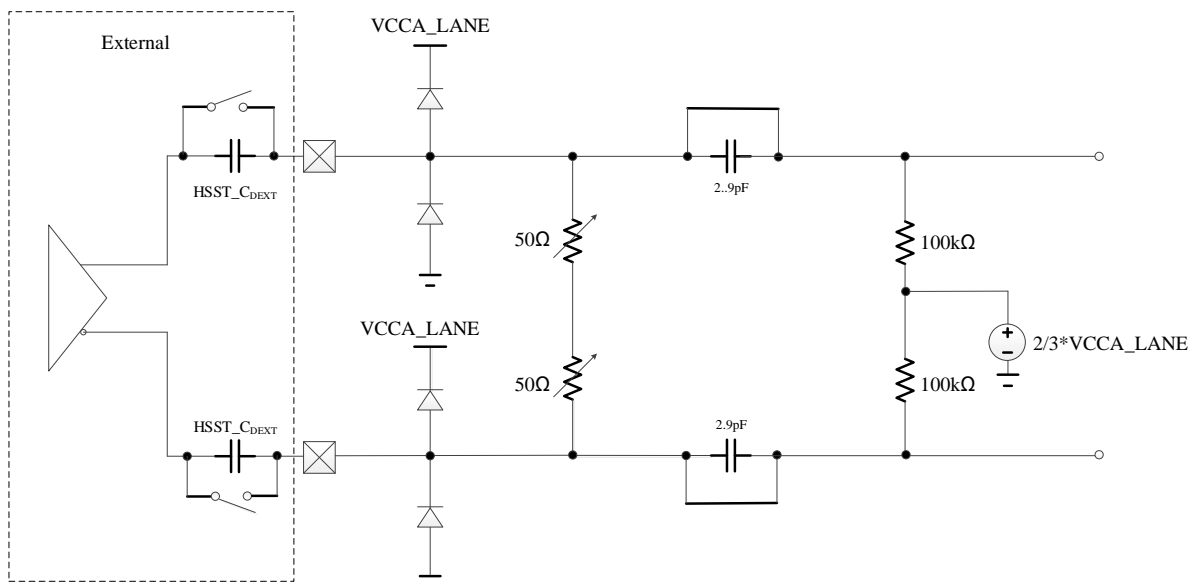 External
VCCA_LANE
HSST_CDEXT
2..9pF
50Ω
100kΩ
VCCA_LANE
2/3*VCCA_LANE
50Ω
100kΩ
HSST_CDEXT
2.9pF